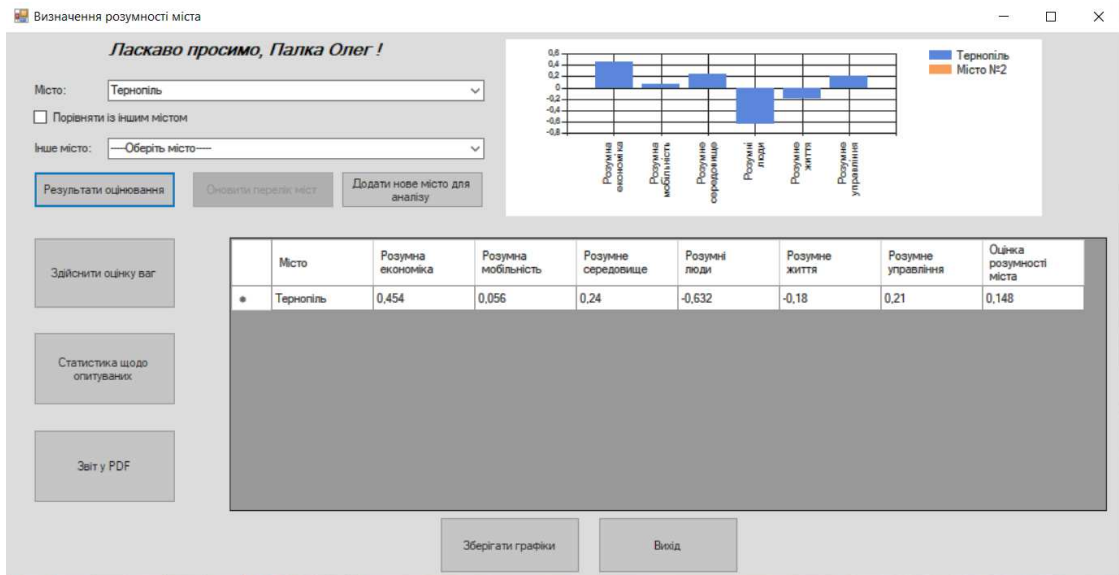 Визначення розумності міста
Ласкаво просимо, Палка Олег !
Місто:
Тернопіль
Порівняти із іншим містом
Інше місто:
----Оберіть місто----
Результати оцінювання
Оновити перелік міст
Додати нове місто для
аналізу
0,6
0,4
0,2
0
-0,2
-0,4
-0,6
-0,8
Розумна
економіка
Розумна
мобільність
Розумне
середовище
Розумні
люди
Розумне
життя
Розумне
управління
Тернопіль
Місто №2
Здійснити оцінку ваг
Статистика щодо
опитуваних
Звіт у PDF
Місто
Розумна
економіка
Розумна
мобільність
Розумне
середовище
Розумні
люди
Розумне
життя
Розумне
управління
Оцінка
розумності
міста
Тернопіль
0,454
0,056
0,24
-0,632
-0,18
0,21
0,148
Зберігати графіки
Вихід